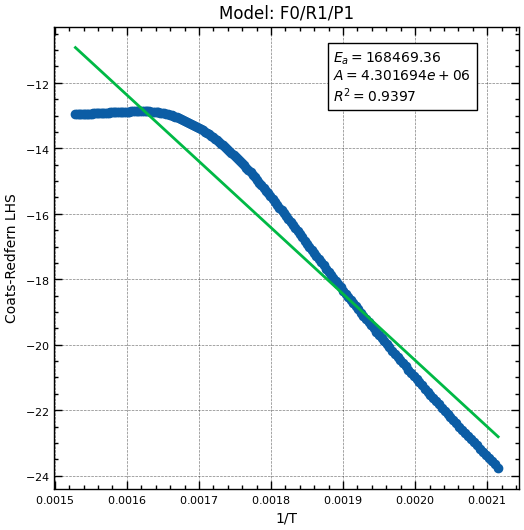 Model: F0/R1/P1
E_a = 168469.36
A = 4.301694e + 06
R^2 = 0.9397
−12
−14
−16
−18
−20
−22
−24
Coats-Redfern LHS
0.0015 0.0016 0.0017 0.0018 0.0019 0.0020 0.0021
1/T